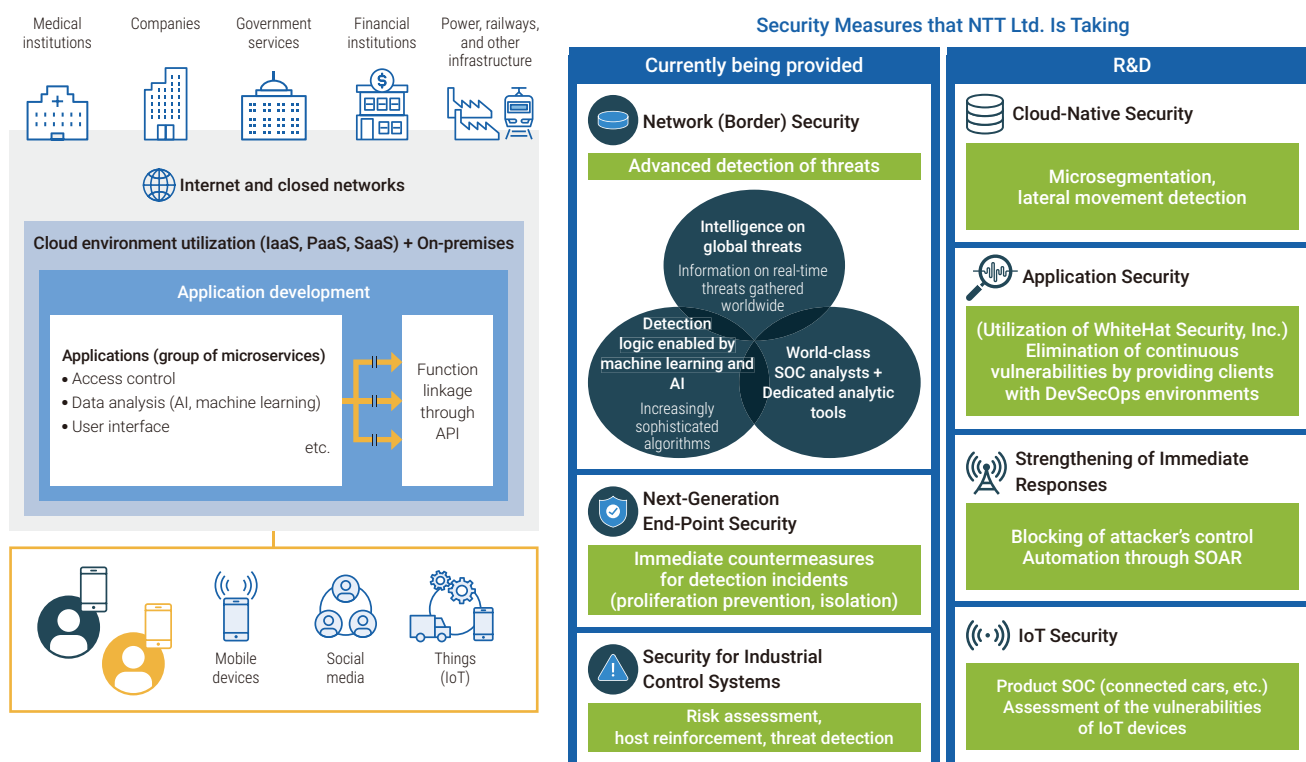 Medical
institutions
Companies
Government
services
Financial
institutions
Power, railways,
and other
infrastructure
$
Internet and closed networks
Cloud environment utilization (IaaS, PaaS, SaaS) + On-premises
Application development
Applications (group of microservices)
• Access control
• Data analysis (AI, machine learning)
• User interface
etc.
Function
linkage
through
API
Mobile
devices
Social
media
Things
(IoT)
Security Measures that NTT Ltd. Is Taking
Currently being provided
Network (Border) Security
Advanced detection of threats
Intelligence on
global threats
Information on real-time
threats gathered
worldwide
Detection
logic enabled by
machine learning and
AI
Increasingly
sophisticated
algorithms
World-class
SOC analysts +
Dedicated analytic
tools
Next-Generation
End-Point Security
Immediate countermeasures
for detection incidents
(proliferation prevention, isolation)
Security for Industrial
Control Systems
Risk assessment,
host reinforcement, threat detection
R&D
Cloud-Native Security
Microsegmentation,
lateral movement detection
Application Security
(Utilization of WhiteHat Security, Inc.)
Elimination of continuous
vulnerabilities by providing clients
with DevSecOps environments
Strengthening of Immediate
Responses
Blocking of attacker's control
Automation through SOAR
IoT Security
Product SOC (connected cars, etc.)
Assessment of the vulnerabilities
of IoT devices